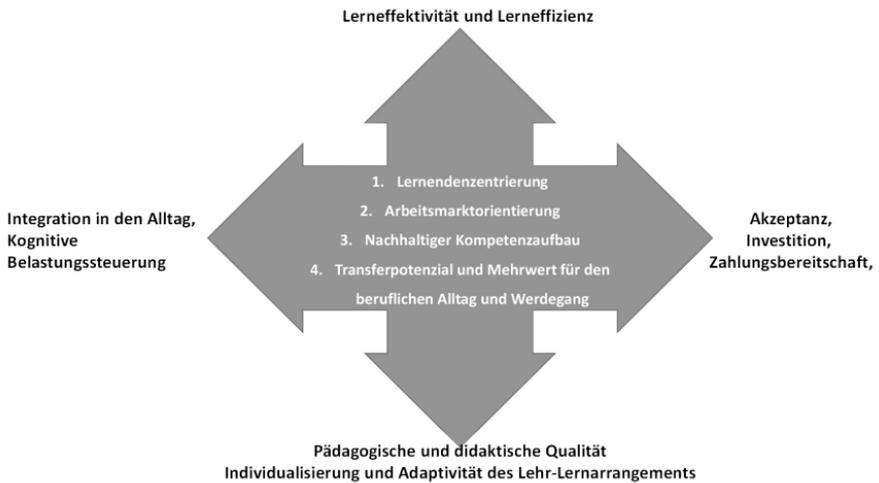 Lerneffektivität und Lerneffizienz
1. Lernendenzentrierung
2. Arbeitsmarktorientierung
3. Nachhaltiger Kompetenzaufbau
4. Transferpotenzial und Mehrwert für den
beruflichen Alltag und Werdegang
Integration in den Alltag,
Kognitive
Belastungssteuerung
Akzeptanz,
Investition,
Zahlungsbereitschaft,
Pädagogische und didaktische Qualität
Individualisierung und Adaptivität des Lehr-Lernarrangements